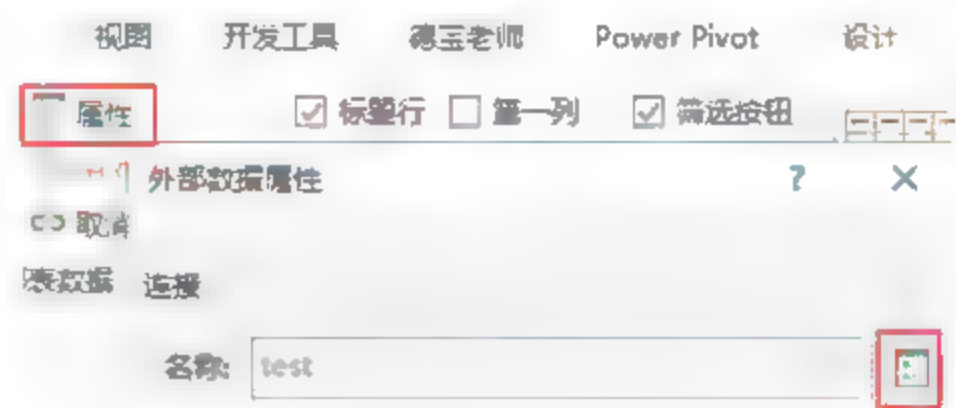 视图 开发工具 德宝老师 Power Pivot 设计
属性 标题行 第一列 筛选按钮
外部数据属性 ? ×
取消
表数据 连接
名称: test